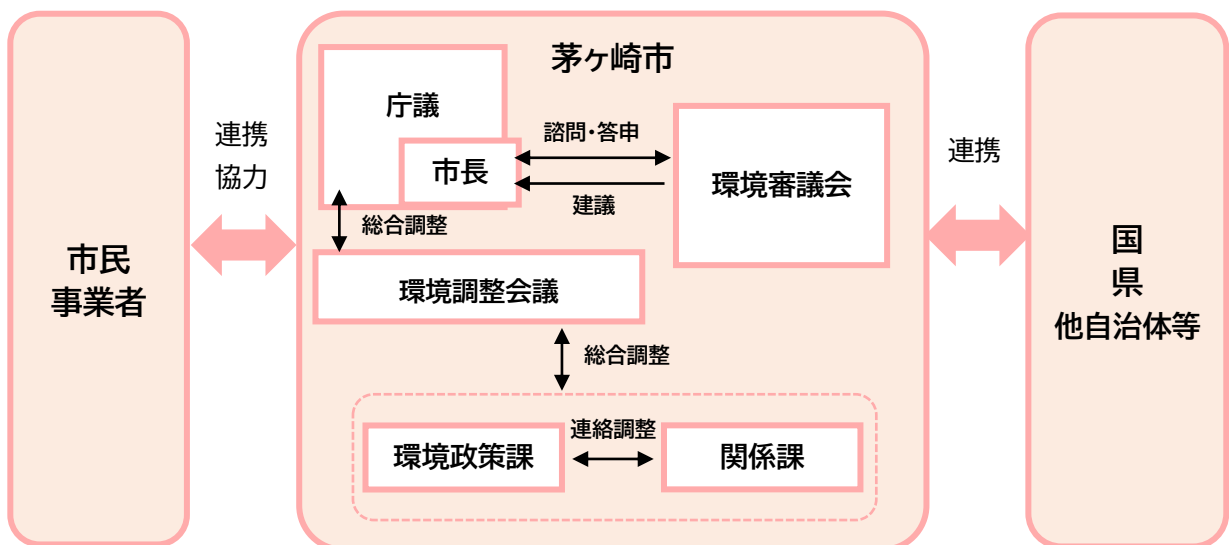 茅ヶ崎市
庁議
市長
諮問・答申
建議
環境審議会
総合調整
環境調整会議
総合調整
環境政策課
連絡調整
関係課
連携
協力
市民
事業者
連携
国
県
他自治体等